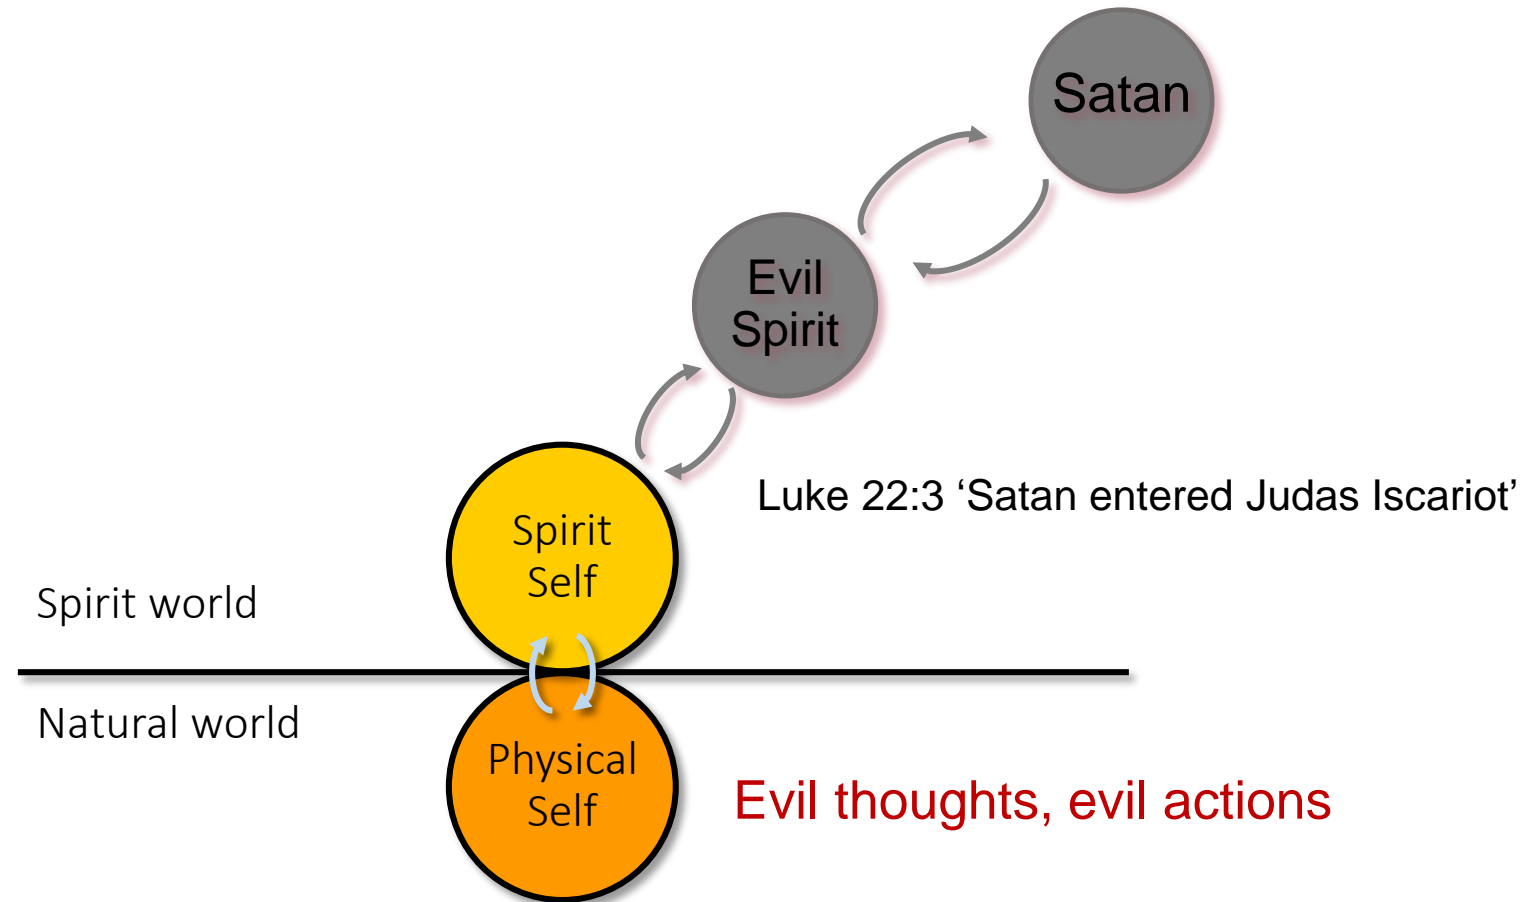 Satan
Evil
Spirit
Luke 22:3 ‘Satan entered Judas Iscariot’
Spirit
Self
Spirit world
Natural world
Physical
Self
Evil thoughts, evil actions